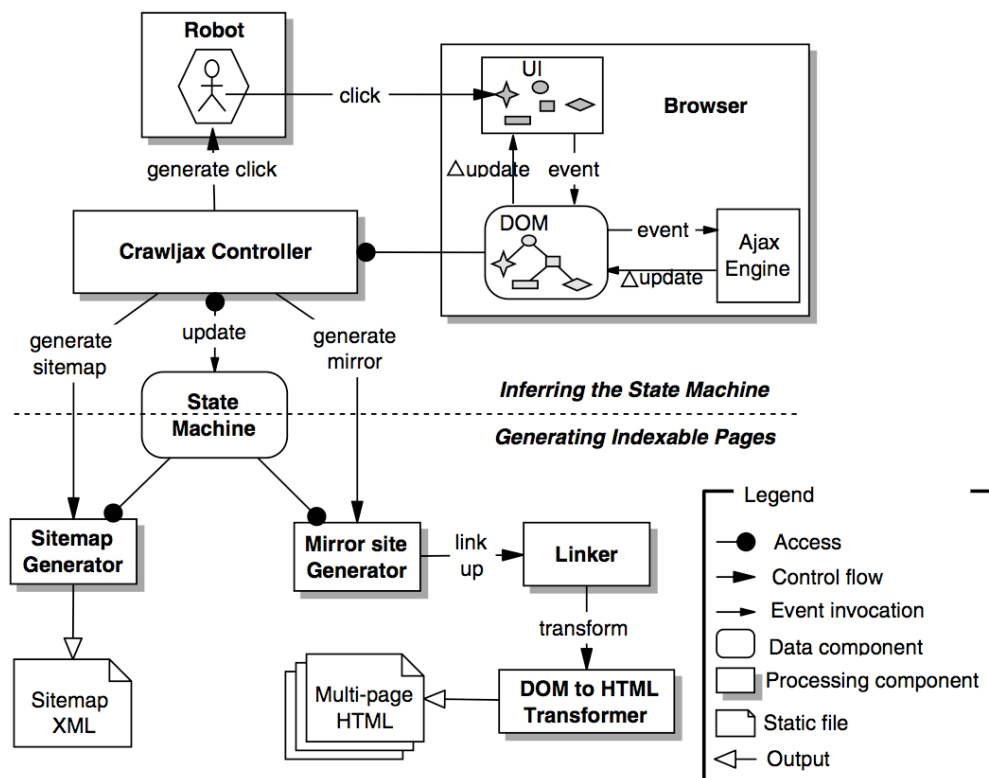 Robot
click
UI
Browser
generate click
△update
event
Crawljax Controller
DOM
event
△update
Ajax
Engine
generate
sitemap
update
generate
mirror
State
Machine
Inferring the State Machine
Generating Indexable Pages
Sitemap
Generator
Mirror site
Generator
link
up
Linker
transform
Sitemap
XML
Multi-page
HTML
DOM to HTML
Transformer
Legend
Access
Control flow
Event invocation
Data component
Processing component
Static file
Output